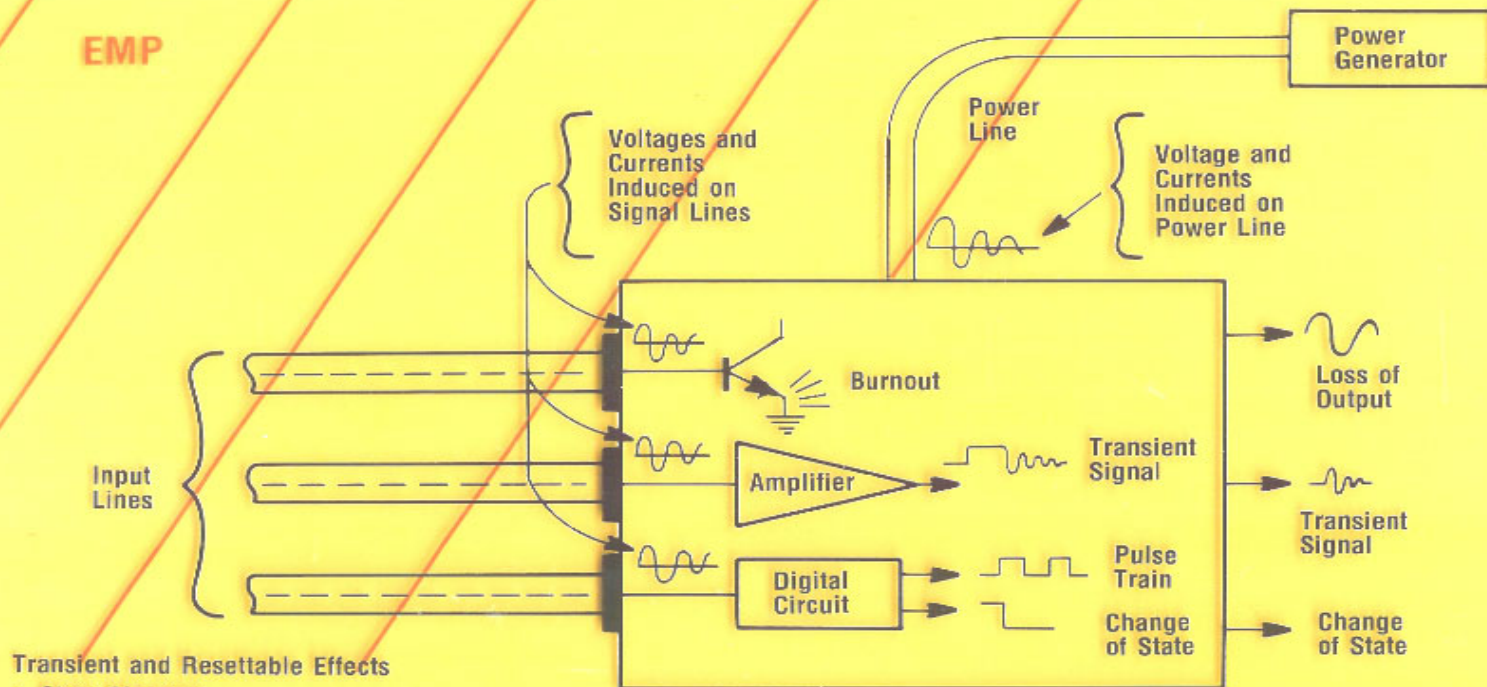 EMP
Power
Generator
Power
Line
Voltages and
Currents
Induced on
Signal Lines
Voltage and
Currents
Induced on
Power Line
Burnout
Loss of
Output
Input
Lines
Amplifier
Transient
Signal
Transient
Signal
Digital
Circuit
Pulse
Train
Change
of State
Change
of State
Transient and Resettable Effects